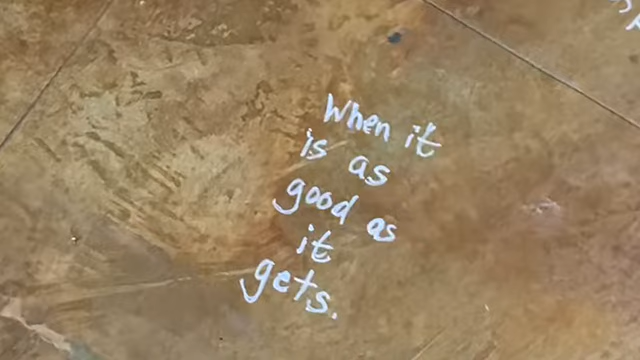 When it
is as
good as
it
gets.